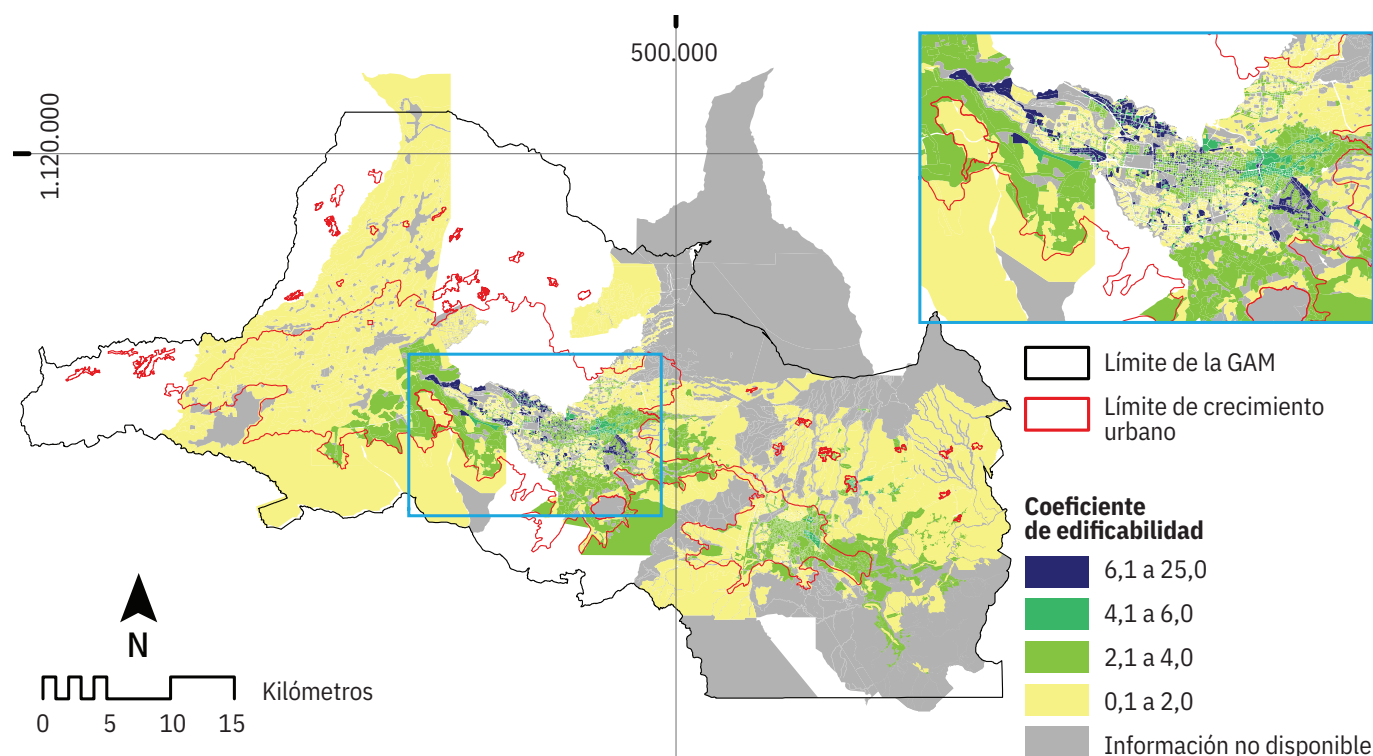 500.000
1.120.000
Límite de la GAM
Límite de crecimiento
urbano
Coeficiente
de edificabilidad
6,1 a 25,0
4,1 a 6,0
2,1 a 4,0
0,1 a 2,0
Información no disponible
N
Kilómetros
0 5 10 15